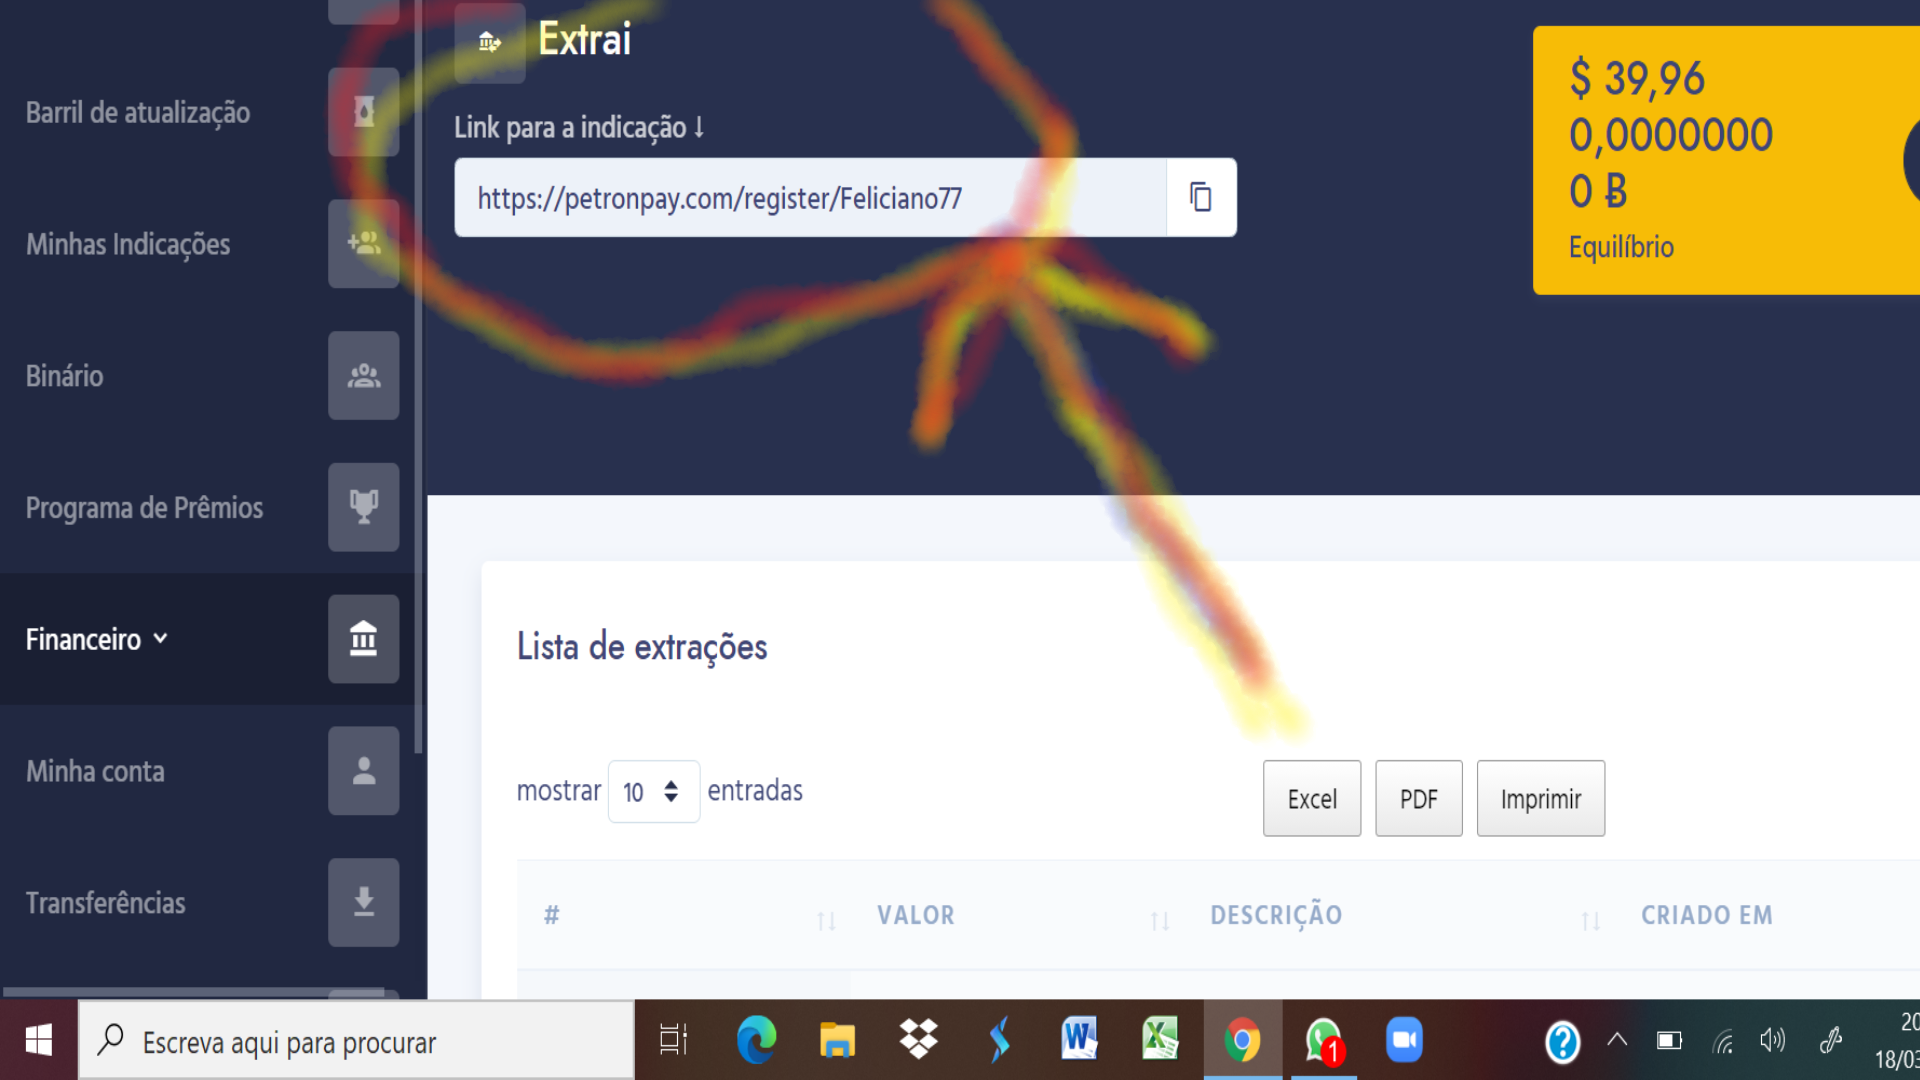 Extrai
Link para a indicação ↓
https://petronpay.com/register/Feliciano77
$ 39,96
0,0000000
0 Ƀ
Equilíbrio
Barril de atualização
Minhas Indicações
Binário
Programa de Prêmios
Financeiro
Minha conta
Transferências
Lista de extrações
mostrar 10 entradas
Excel PDF Imprimir
# VALOR DESCRIÇÃO CRIADO EM
Escreva aqui para procurar
1
20
18/03